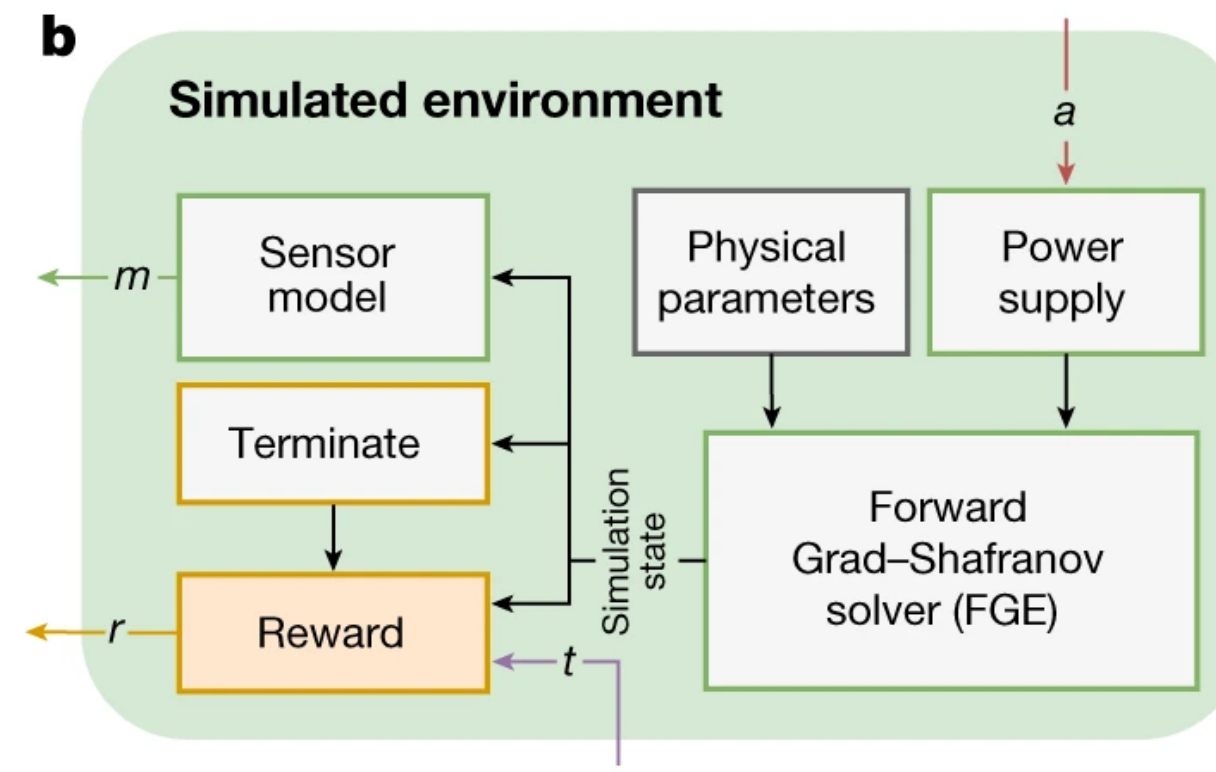 b
Simulated environment
a
Sensor
model
m
Physical
parameters
Power
supply
Terminate
Simulation
state
Forward
Grad–Shafranov
solver (FGE)
Reward
r
t